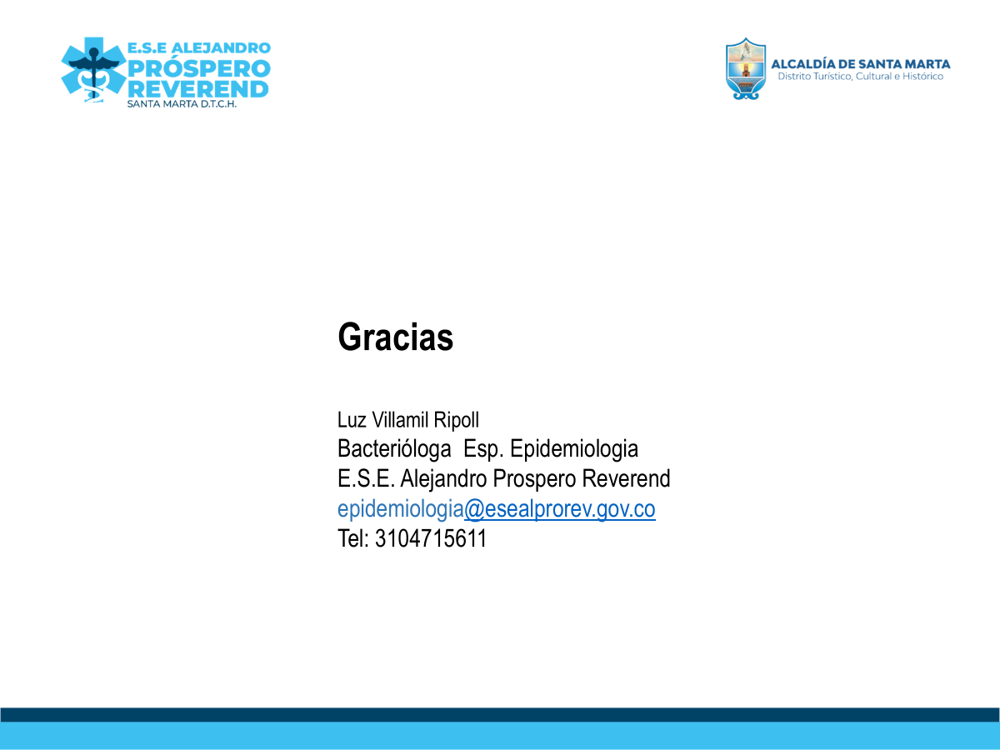 E.S.E ALEJANDRO
PRÓSPERO
REVEREND
SANTA MARTA D.T.C.H.
ALCALDÍA DE SANTA MARTA
Distrito Turístico, Cultural e Histórico
Gracias
Luz Villamil Ripoll
Bacterióloga  Esp. Epidemiologia
E.S.E. Alejandro Prospero Reverend
epidemiologia@esealprorev.gov.co
Tel: 3104715611